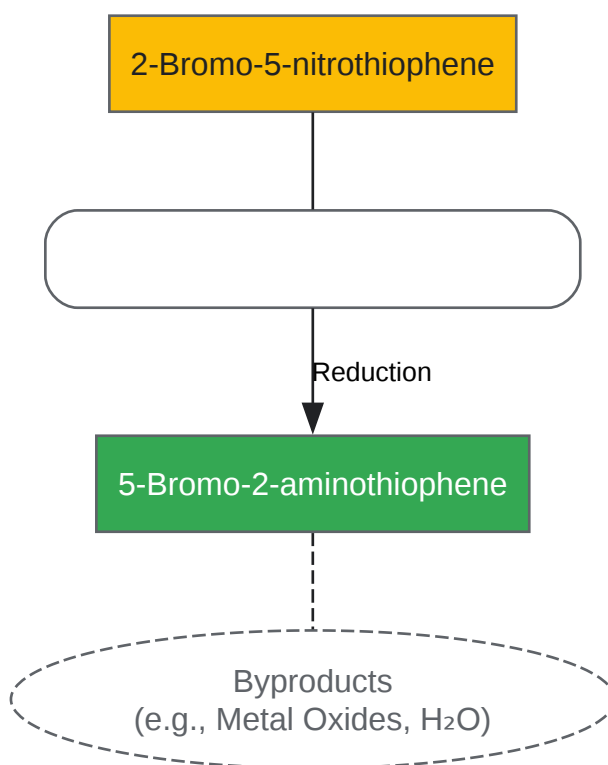 2-Bromo-5-nitrothiophene
Reduction
5-Bromo-2-aminothiophene
Byproducts
(e.g., Metal Oxides, H₂O)